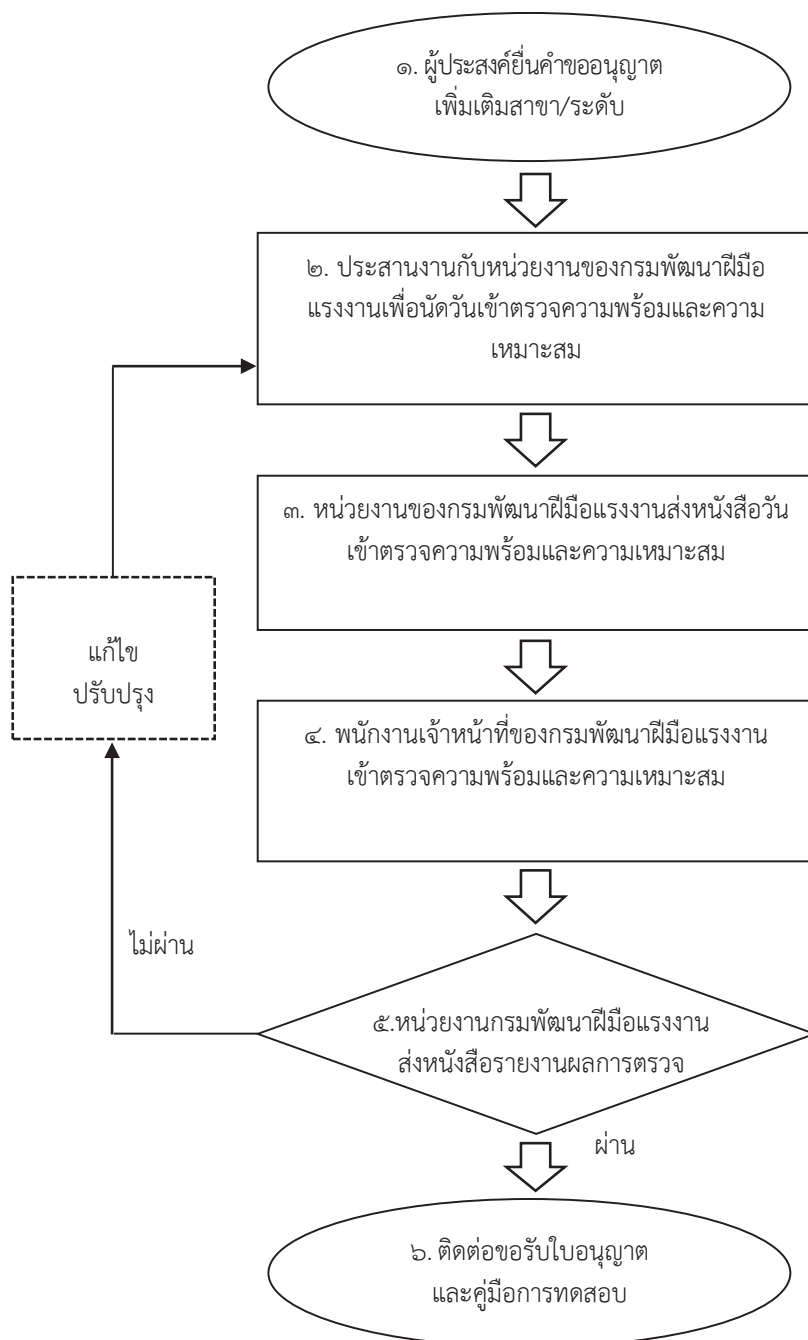 ๑. ผู้ประสงค์ยื่นคำขออนุญาต
เพิ่มเติมสาขา/ระดับ
๒. ประสานงานกับหน่วยงานของกรมพัฒนาฝีมือ
แรงงานเพื่อนัดวันเข้าตรวจความพร้อมและความ
เหมาะสม
๓. หน่วยงานของกรมพัฒนาฝีมือแรงงานส่งหนังสือวัน
เข้าตรวจความพร้อมและความเหมาะสม
แก้ไข
ปรับปรุง
๔. พนักงานเจ้าหน้าที่ของกรมพัฒนาฝีมือแรงงาน
เข้าตรวจความพร้อมและความเหมาะสม
ไม่ผ่าน
๕.หน่วยงานกรมพัฒนาฝีมือแรงงาน
ส่งหนังสือรายงานผลการตรวจ
ผ่าน
๖. ติดต่อขอรับใบอนุญาต
และคู่มือการทดสอบ